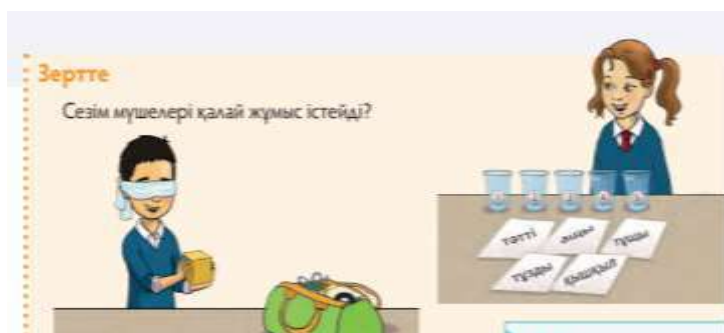 Зертте
Сезім мүшелері қалай жұмыс істейді?
тәтті
ащы
тұщы
тұзды
қышқыл